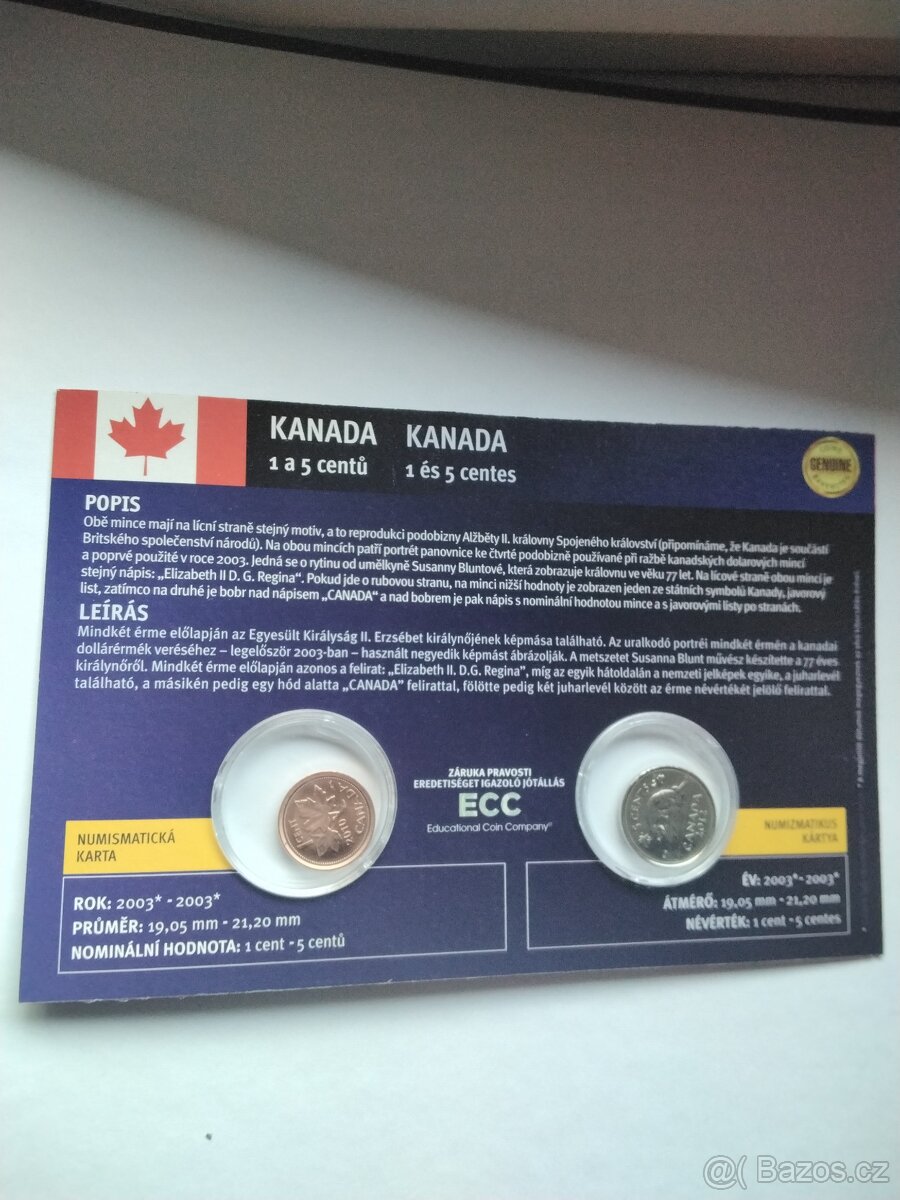 KANADA
1 a 5 centů
KANADA
1 és 5 centes
GENUINE
POPIS
Obě mince mají na lícní straně stejný motiv, a to reprodukci podobizny Alžběty II. královny Spojeného království (připomínáme, že Kanada je součástí
Britského společenství národů). Na obou mincích patří portrét panovnice ke čtvrté podobizně používané při ražbě kanadských dolarových mincí
a poprvé použité v roce 2003. Jedná se o rytinu od umělkyně Susanny Bluntové, která zobrazuje královnu ve věku 77 let. Na lícové straně obou mincí je
stejný nápis: „Elizabeth II D. G. Regina“. Pokud jde o rubovou stranu, na minci nižší hodnoty je zobrazen jeden ze státních symbolů Kanady, javorový
list, zatímco na druhé je bobr nad nápisem „CANADA“ a nad bobrem je pak nápis s nominální hodnotou mince a s javorovými listy po stranách.
LEÍRÁS
Mindkét érme előlapján az Egyesült Királyság II. Erzsébet királynőjének képmása található. Az uralkodó portréi mindkét érmén a kanadai
dollárérmék veréséhez – legelőször 2003-ban – használt negyedik képmást ábrázolják. A metszetet Susanna Blunt művész készítette a 77 éves
királynőről. Mindkét érme előlapján azonos a felirat: „Elizabeth II. D.G. Regina”, míg az egyik hátoldalán a nemzeti jelképek egyike, a juharlevél
található, a másikén pedig egy hód alatta „CANADA” felirattal, fölötte pedig két juharlevél között az érme névértékét jelölő felirattal.
ZÁRUKA PRAVOSTI
EREDETISÉGET IGAZOLÓ JÓTÁLLÁS
ECC
Educational Coin Company®
5 CENTS
CANADA
NUMISMATICKÁ
KARTA
NUMIZMATIKUS
KÁRTYA
ROK: 2003* - 2003*
PRŮMĚR: 19,05 mm - 21,20 mm
NOMINÁLNÍ HODNOTA: 1 cent - 5 centů
ÉV: 2003* - 2003*
ÁTMÉRŐ: 19,05 mm - 21,20 mm
NÉVÉRTÉK: 1 cent - 5 centes
@( Bazos.cz